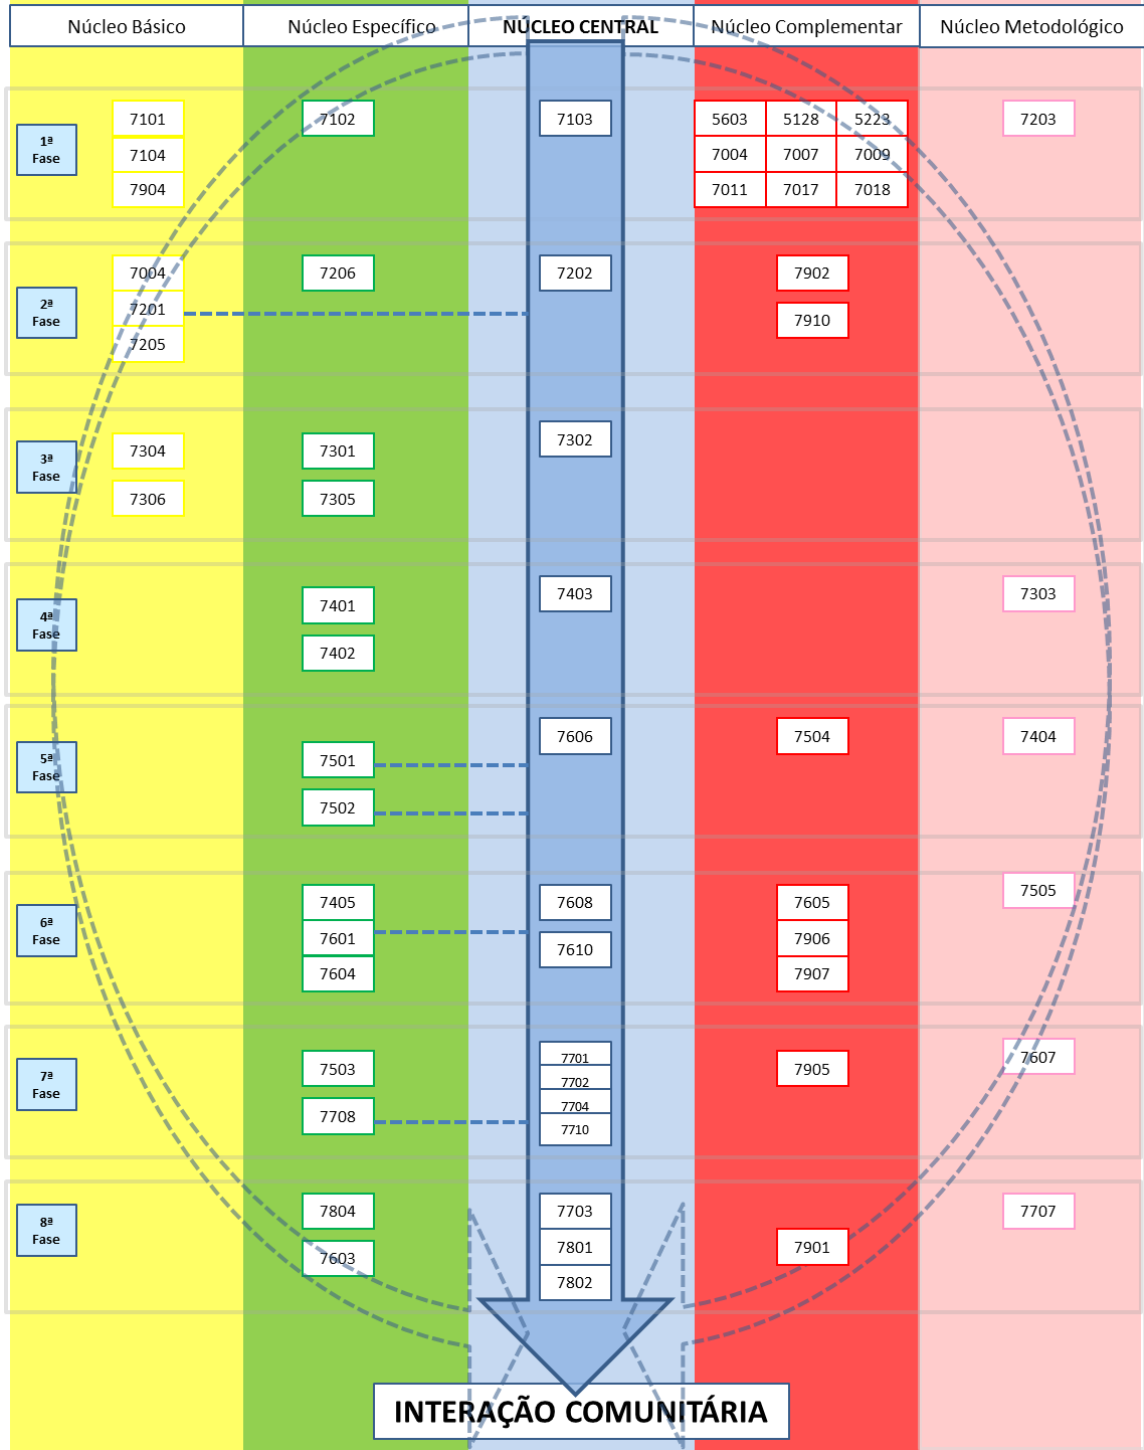 Núcleo Básico Núcleo Específico NÚCLEO CENTRAL Núcleo Complementar Núcleo Metodológico
1ª
Fase
7101
7104
7904
7102
7103
5603 5128 5223
7004 7007 7009
7011 7017 7018
7203
2ª
Fase
7004
7201
7205
7206
7202
7902
7910
3ª
Fase
7304
7306
7301
7305
7302
4ª
Fase
7401
7402
7403
7303
5ª
Fase
7501
7502
7606
7504
7404
6ª
Fase
7405
7601
7604
7608
7610
7605
7906
7907
7505
7ª
Fase
7503
7708
7701
7702
7704
7710
7905
7607
8ª
Fase
7804
7603
7703
7801
7802
7901
7707
INTERAÇÃO COMUNITÁRIA